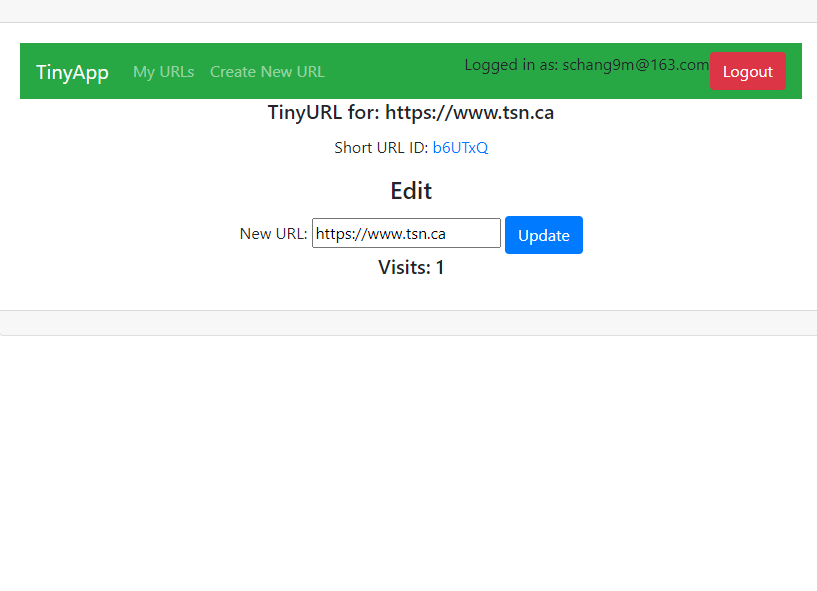 TinyApp My URLs Create New URL Logged in as: schang9m@163.com Logout
TinyURL for: https://www.tsn.ca
Short URL ID: b6UTxQ
Edit
New URL: https://www.tsn.ca Update
Visits: 1